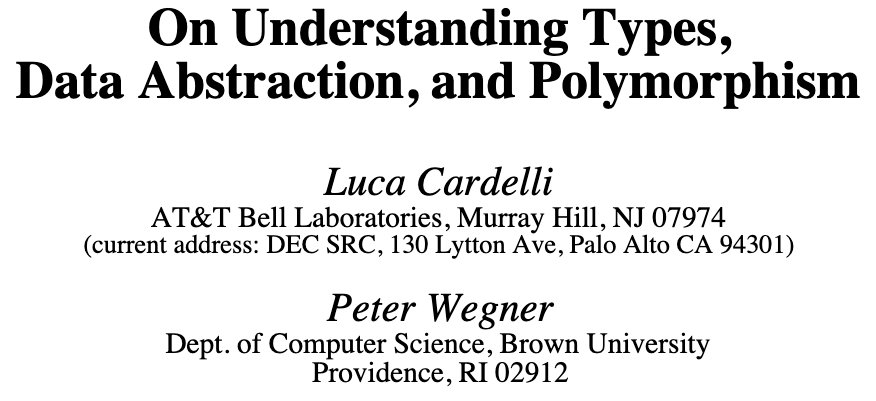 On Understanding Types,
Data Abstraction, and Polymorphism
Luca Cardelli
AT&T Bell Laboratories, Murray Hill, NJ 07974
(current address: DEC SRC, 130 Lytton Ave, Palo Alto CA 94301)
Peter Wegner
Dept. of Computer Science, Brown University
Providence, RI 02912